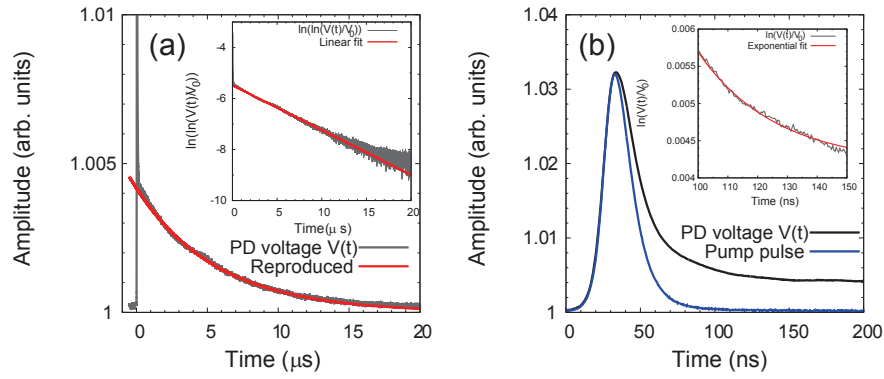 (a)
Amplitude (arb. units)
1.01
1.005
1
0
5
10
15
20
Time (μs)
PD voltage V(t)
Reproduced
ln(ln(V(t)/V0))
Linear fit
ln(ln(V(t)/V0))
-4
-6
-8
-10
0
5
10
15
20
Time(μ s)
(b)
Amplitude (arb. units)
1.04
1.03
1.02
1.01
1
0
50
100
150
200
Time (ns)
PD voltage V(t)
Pump pulse
ln(V(t)/V0)
Exponential fit
ln(V(t)/V0)
0.006
0.0055
0.005
0.0045
0.004
100
110
120
130
140
150
Time (ns)